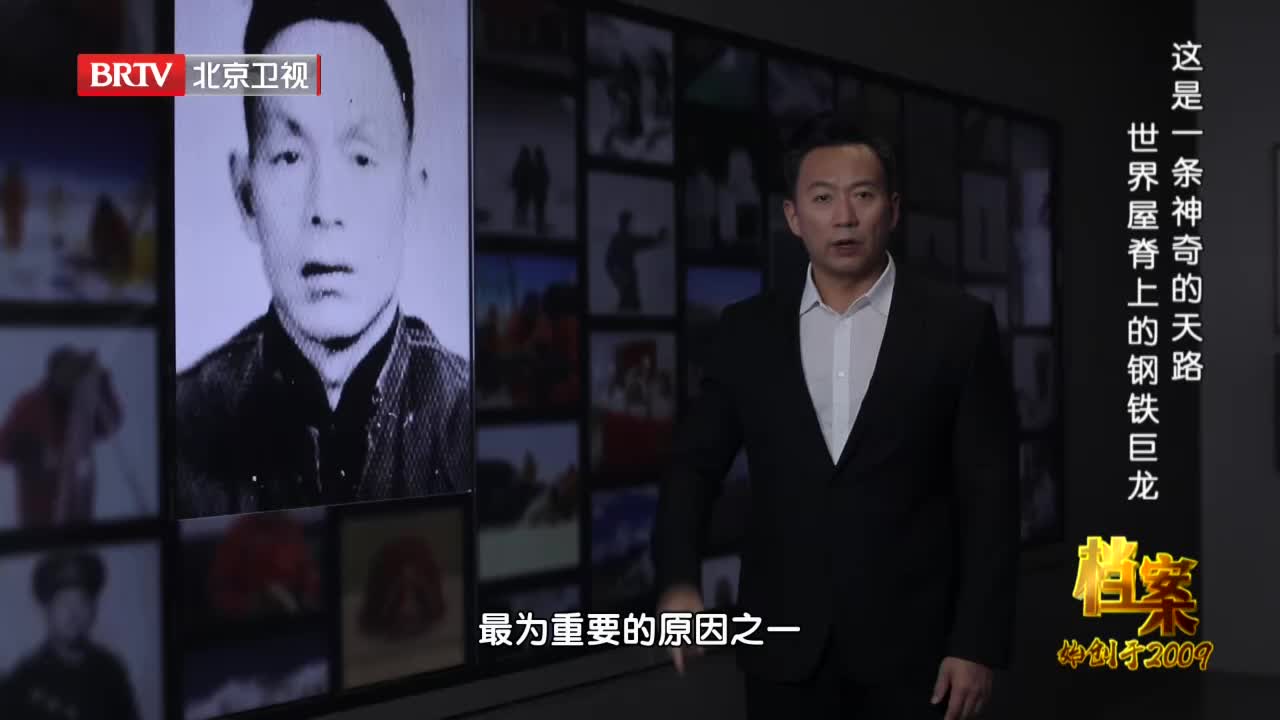 BRTV 北京卫视
这是一条神奇的天路
世界屋脊上的钢铁巨龙
档案
始创于2009
最为重要的原因之一